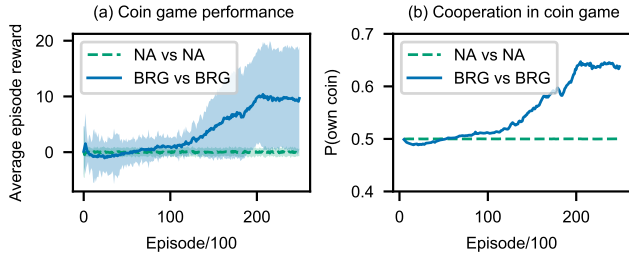 (a) Coin game performance
Average episode reward
20
10
0
NA vs NA
BRG vs BRG
0
100
200
Episode/100
(b) Cooperation in coin game
P(own coin)
0.7
0.6
0.5
0.4
NA vs NA
BRG vs BRG
0
100
200
Episode/100